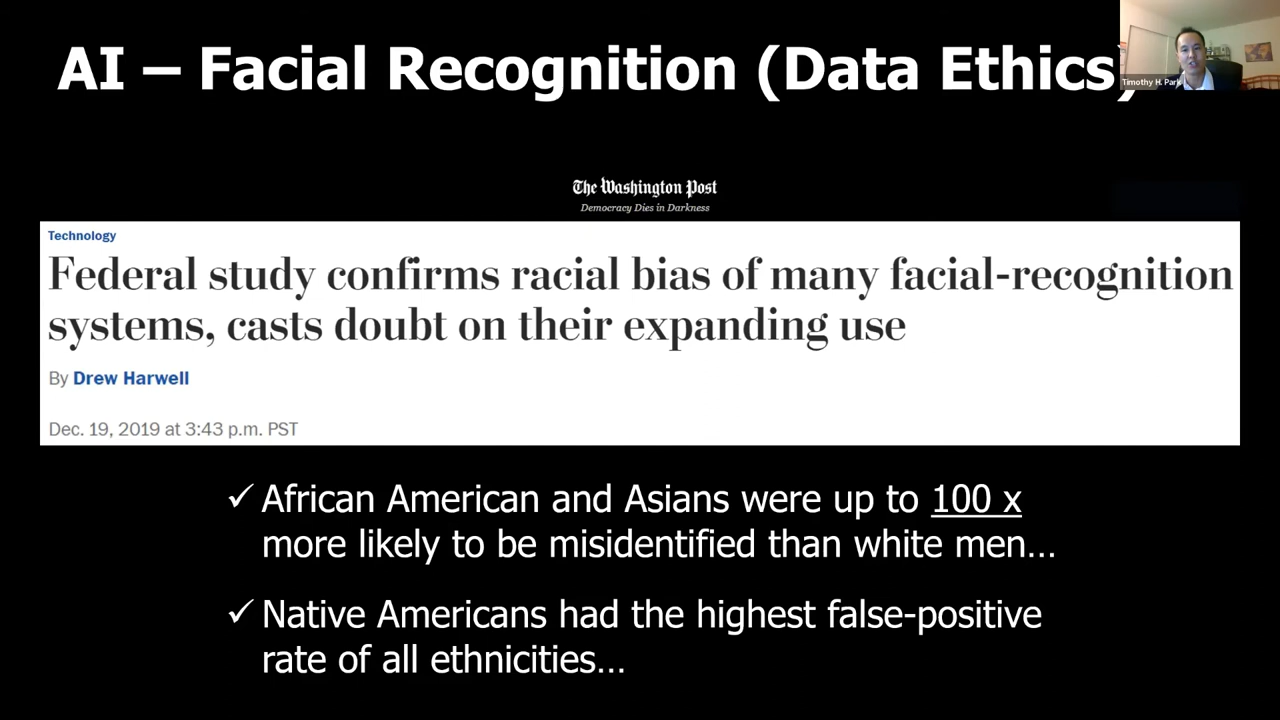 AI – Facial Recognition (Data Ethics)
Timothy H. Park
The Washington Post
Democracy Dies in Darkness
Technology
Federal study confirms racial bias of many facial-recognition
systems, casts doubt on their expanding use
By Drew Harwell
Dec. 19, 2019 at 3:43 p.m. PST
✓ African American and Asians were up to 100 x
more likely to be misidentified than white men...
✓ Native Americans had the highest false-positive
rate of all ethnicities...